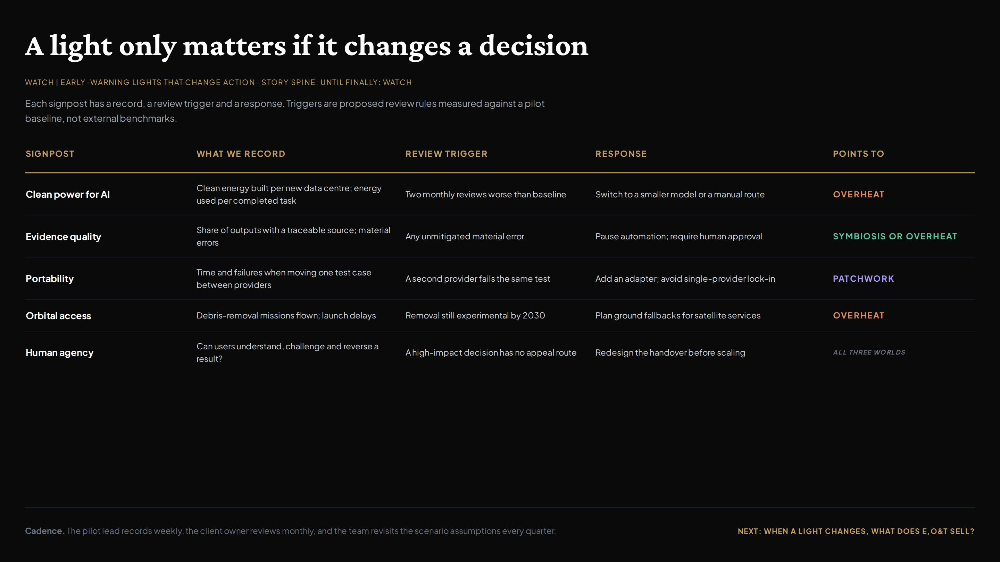 A light only matters if it changes a decision
WATCH | EARLY-WARNING LIGHTS THAT CHANGE ACTION · STORY SPINE: UNTIL FINALLY: WATCH
Each signpost has a record, a review trigger and a response. Triggers are proposed review rules measured against a pilot
baseline, not external benchmarks.
SIGNPOST WHAT WE RECORD REVIEW TRIGGER RESPONSE POINTS TO
Clean power for AI
Clean energy built per new data centre; energy
used per completed task
Two monthly reviews worse than baseline
Switch to a smaller model or a manual route
OVERHEAT
Evidence quality
Share of outputs with a traceable source; material
errors
Any unmitigated material error
Pause automation; require human approval
SYMBIOSIS OR OVERHEAT
Portability
Time and failures when moving one test case
between providers
A second provider fails the same test
Add an adapter; avoid single-provider lock-in
PATCHWORK
Orbital access
Debris-removal missions flown; launch delays
Removal still experimental by 2030
Plan ground fallbacks for satellite services
OVERHEAT
Human agency
Can users understand, challenge and reverse a
result?
A high-impact decision has no appeal route
Redesign the handover before scaling
ALL THREE WORLDS
Cadence. The pilot lead records weekly, the client owner reviews monthly, and the team revisits the scenario assumptions every quarter.
NEXT: WHEN A LIGHT CHANGES, WHAT DOES E,O&T SELL?